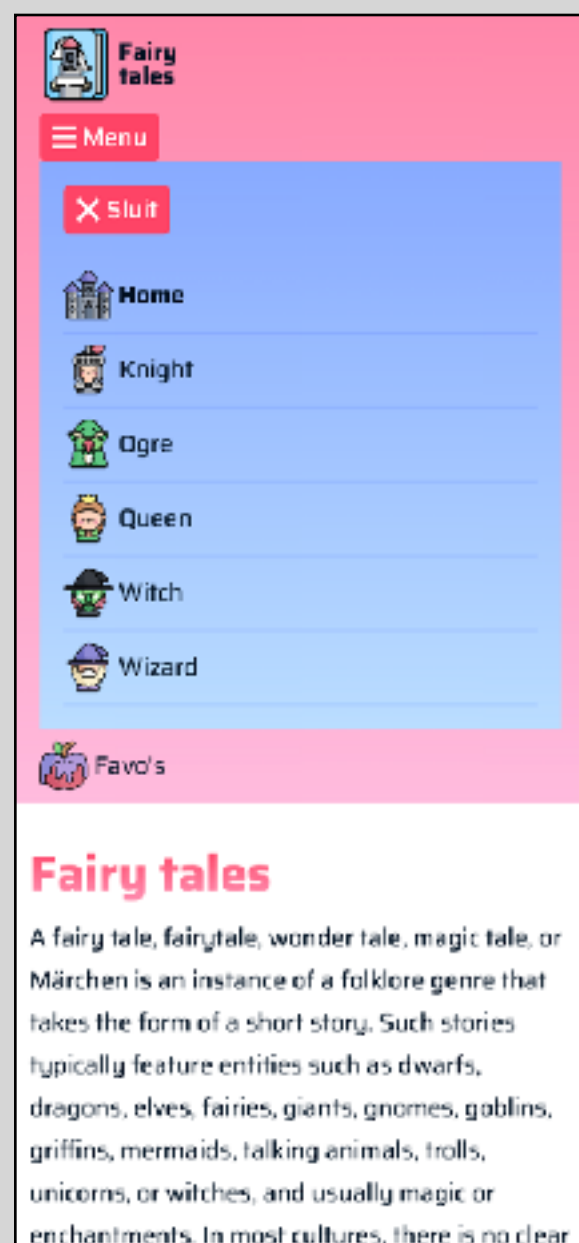 Fairy
tales
Menu
Sluit
Home
Knight
Ogre
Queen
Witch
Wizard
Favo's
Fairy tales
A fairy tale, fairytale, wonder tale, magic tale, or
Märchen is an instance of a folklore genre that
takes the form of a short story. Such stories
typically feature entities such as dwarfs,
dragons, elves, fairies, giants, gnomes, goblins,
griffins, mermaids, talking animals, trolls,
unicorns, or witches, and usually magic or
enchantments. In most cultures, there is no clear